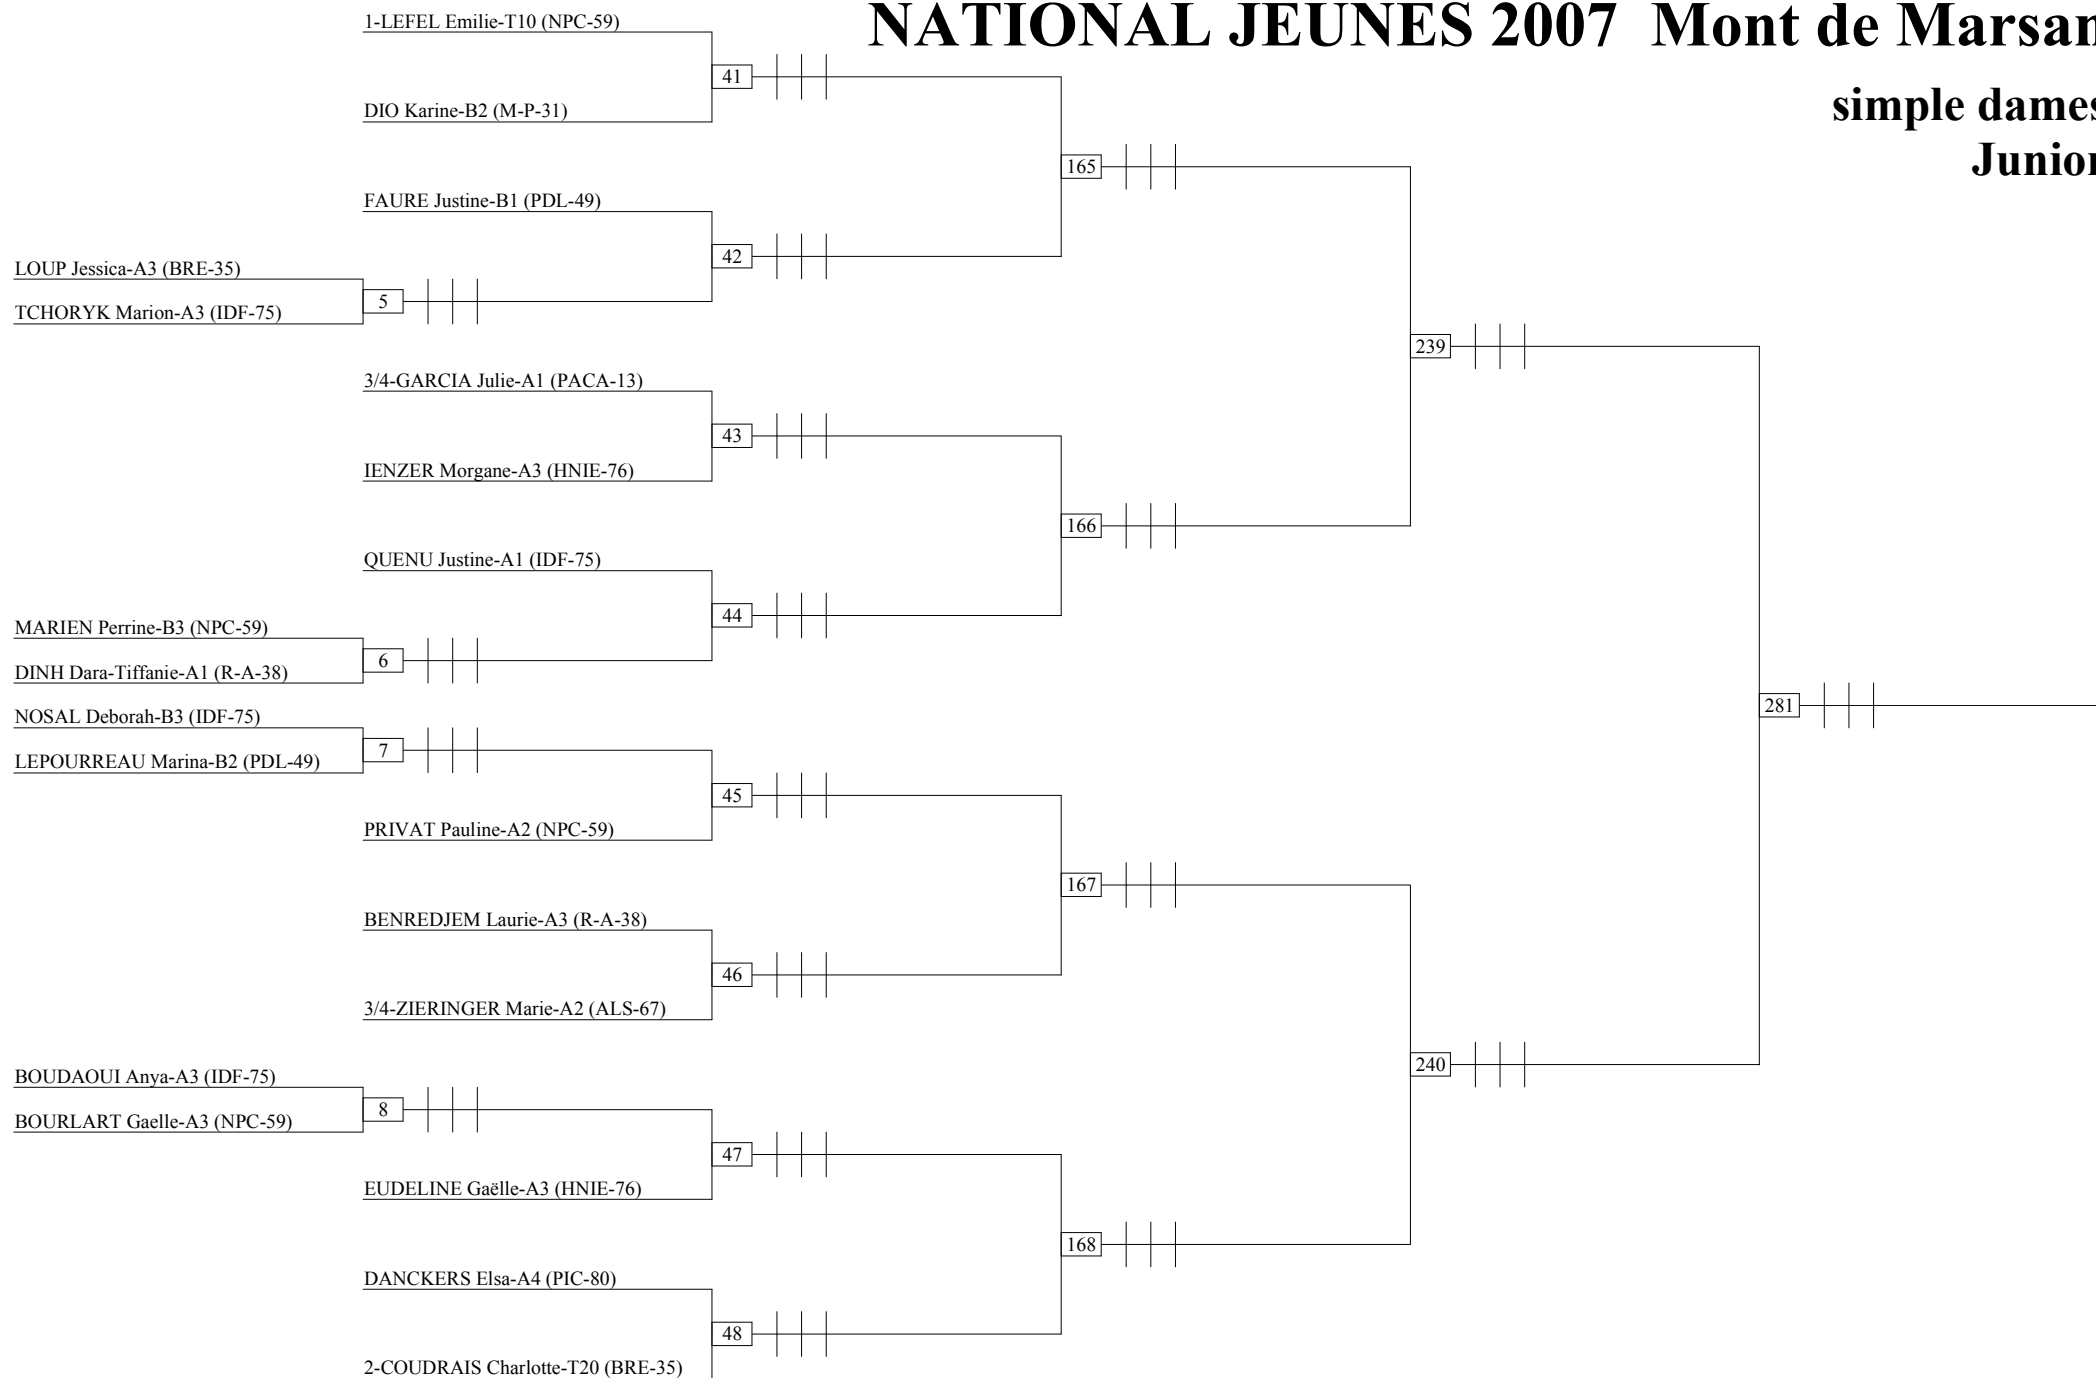 1-LEFEL Emilie-T10 (NPC-59)
NATIONAL JEUNES 2007 Mont de Marsan
41
simple dames
DIO Karine-B2 (M-P-31)
Junior
165
FAURE Justine-B1 (PDL-49)
42
LOUP Jessica-A3 (BRE-35)
5
TCHORYK Marion-A3 (IDF-75)
239
3/4-GARCIA Julie-A1 (PACA-13)
43
IENZER Morgane-A3 (HNIE-76)
166
QUENU Justine-A1 (IDF-75)
44
MARIEN Perrine-B3 (NPC-59)
6
DINH Dara-Tiffanie-A1 (R-A-38)
281
NOSAL Deborah-B3 (IDF-75)
7
LEPOURREAU Marina-B2 (PDL-49)
45
PRIVAT Pauline-A2 (NPC-59)
167
BENREDJEM Laurie-A3 (R-A-38)
46
3/4-ZIERINGER Marie-A2 (ALS-67)
240
BOUDAOUI Anya-A3 (IDF-75)
8
BOURLART Gaelle-A3 (NPC-59)
47
EUDELINE Gaëlle-A3 (HNIE-76)
168
DANCKERS Elsa-A4 (PIC-80)
48
2-COUDRAIS Charlotte-T20 (BRE-35)